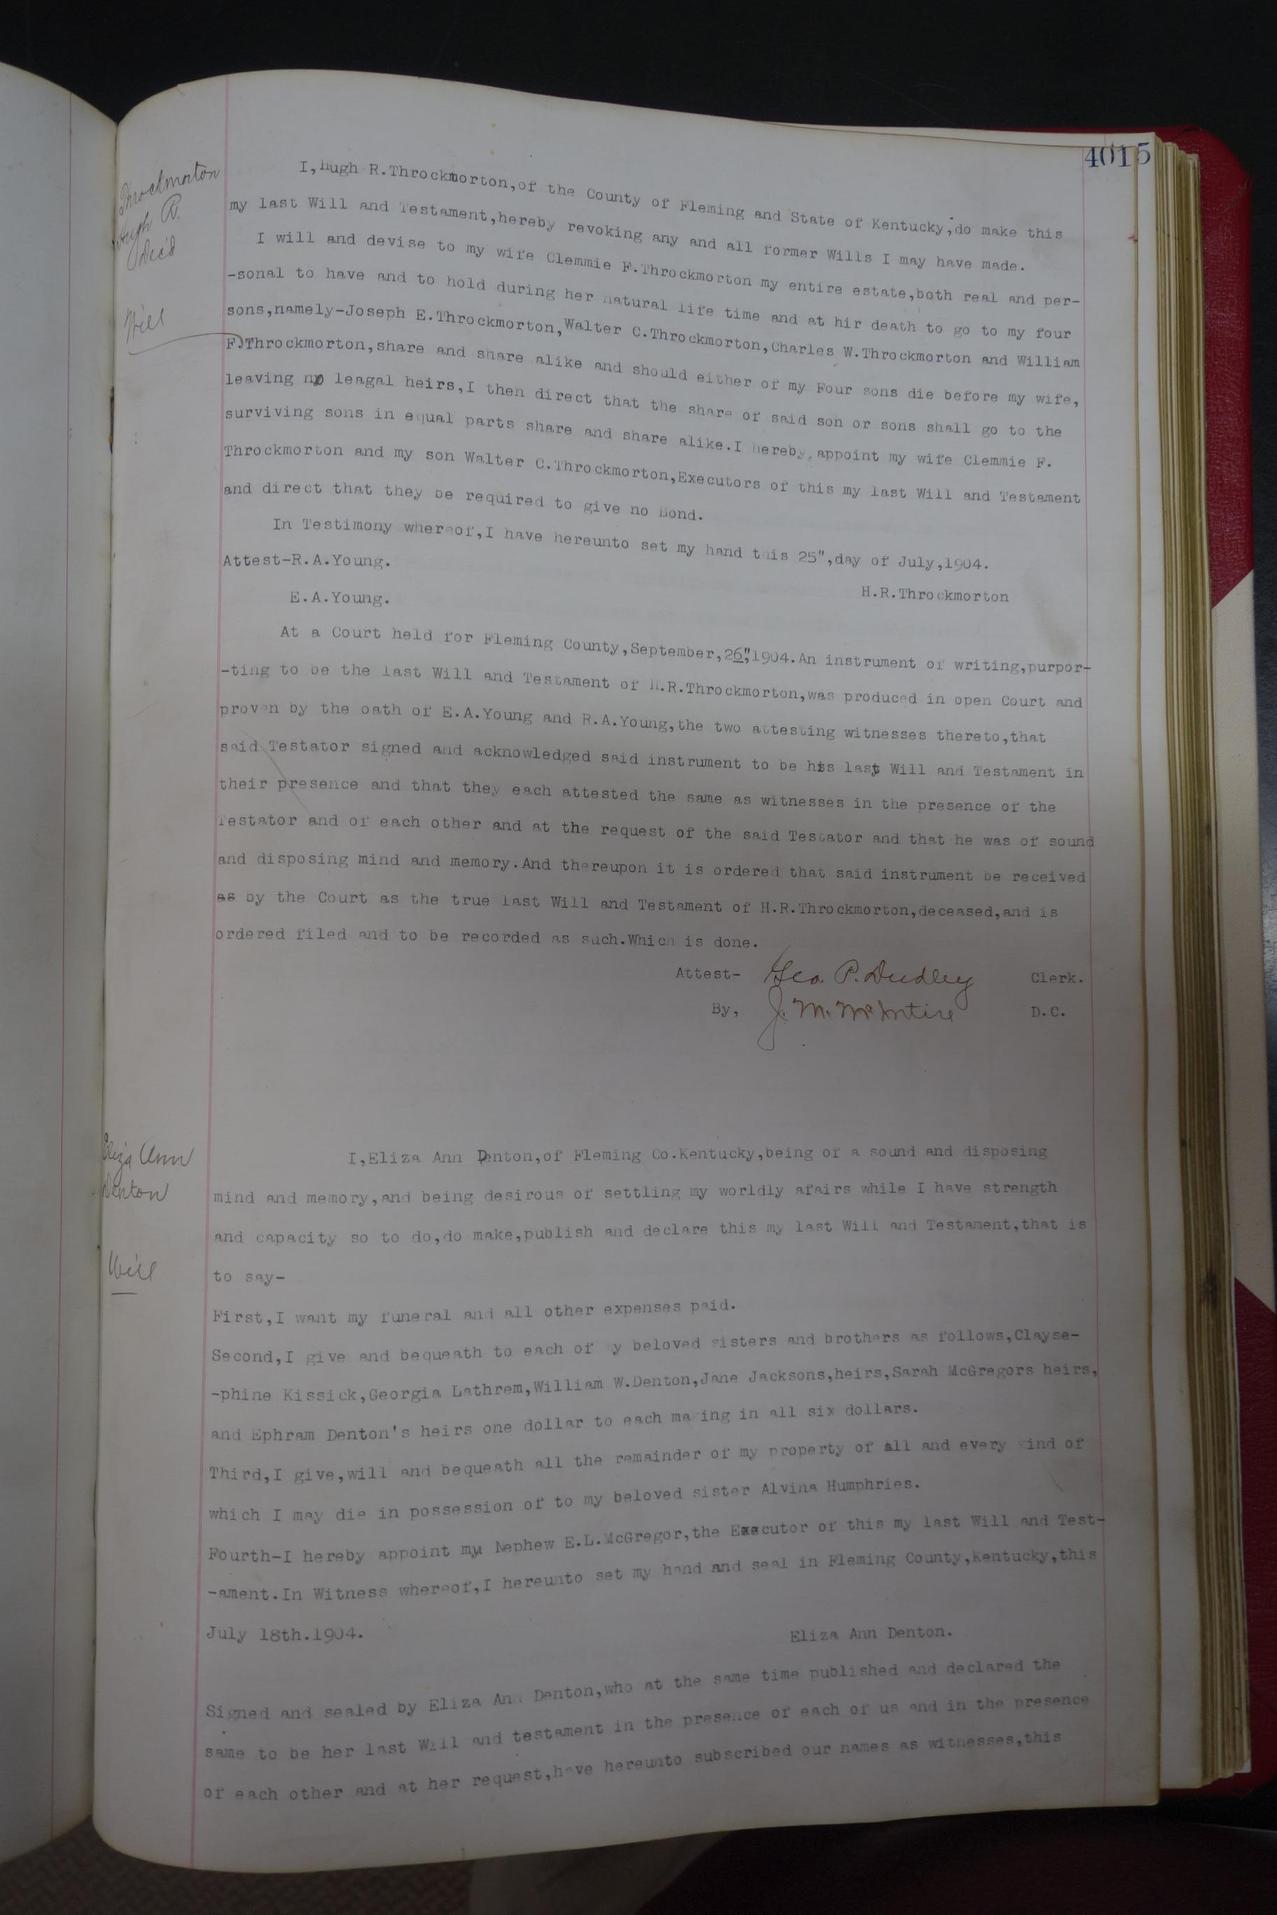 401
5
Throckmorton
Hugh R.
Dec'd
Will
I,Hugh R.Throckmorton,of the County of Fleming and State of Kentucky,do make this
my last Will and Testament,hereby revoking any and all former Wills I may have made.
I will and devise to my wife Clemmie F.Throckmorton my entire estate,both real and per-
-sonal to have and to hold during her natural life time and at hir death to go to my four
sons,namely-Joseph E.Throckmorton,Walter C.Throckmorton,Charles W.Throckmorton and William
F.Throckmorton,share and share alike and should either of my Four sons die before my wife,
leaving no leagal heirs,I then direct that the share of said son or sons shall go to the
surviving sons in equal parts share and share alike.I hereby,appoint my wife Clemmie F.
Throckmorton and my son Walter C.Throckmorton,Executors of this my last Will and Testament
and direct that they be required to give no Bond.
In Testimony whereof,I have hereunto set my hand this 25",day of July,1904.
Attest-R.A.Young.
H.R.Throckmorton
E.A.Young.
At a Court held for Fleming County,September,26",1904.An instrument of writing,purpor-
-ting to be the last Will and Testament of H.R.Throckmorton,was produced in open Court and
proven by the oath of E.A.Young and R.A.Young,the two attesting witnesses thereto,that
said Testator signed and acknowledged said instrument to be his last Will and Testament in
their presence and that they each attested the same as witnesses in the presence of the
Testator and of each other and at the request of the said Testator and that he was of sound
and disposing mind and memory.And thereupon it is ordered that said instrument be received
as by the Court as the true last Will and Testament of H.R.Throckmorton,deceased,and is
ordered filed and to be recorded as such.Which is done.
Attest- Geo. P. Dudley Clerk.
By, J. M. McIntire D.C.
Eliza Ann
Denton
Will
I,Eliza Ann Denton,of Fleming Co.Kentucky,being of a sound and disposing
mind and memory,and being desirous of settling my worldly afairs while I have strength
and capacity so to do,do make,publish and declare this my last Will and Testament,that is
to say-
First,I want my funeral and all other expenses paid.
Second,I give and bequeath to each of my beloved sisters and brothers as follows,Clayse-
-phine Kissick,Georgia Lathrem,William W.Denton,Jane Jacksons,heirs,Sarah McGregors heirs,
and Ephram Denton's heirs one dollar to each making in all six dollars.
Third,I give,will and bequeath all the remainder of my property of all and every kind of
which I may die in possession of to my beloved sister Alvina Humphries.
Fourth-I hereby appoint my Nephew E.L.McGregor,the Executor of this my last Will and Test-
-ament.In Witness whereof,I hereunto set my hand and seal in Fleming County,Kentucky,this
July 18th.1904.
Eliza Ann Denton.
Signed and sealed by Eliza Ann Denton,who at the same time published and declared the
same to be her last Will and testament in the presence of each of us and in the presence
of each other and at her request,have hereunto subscribed our names as witnesses,this